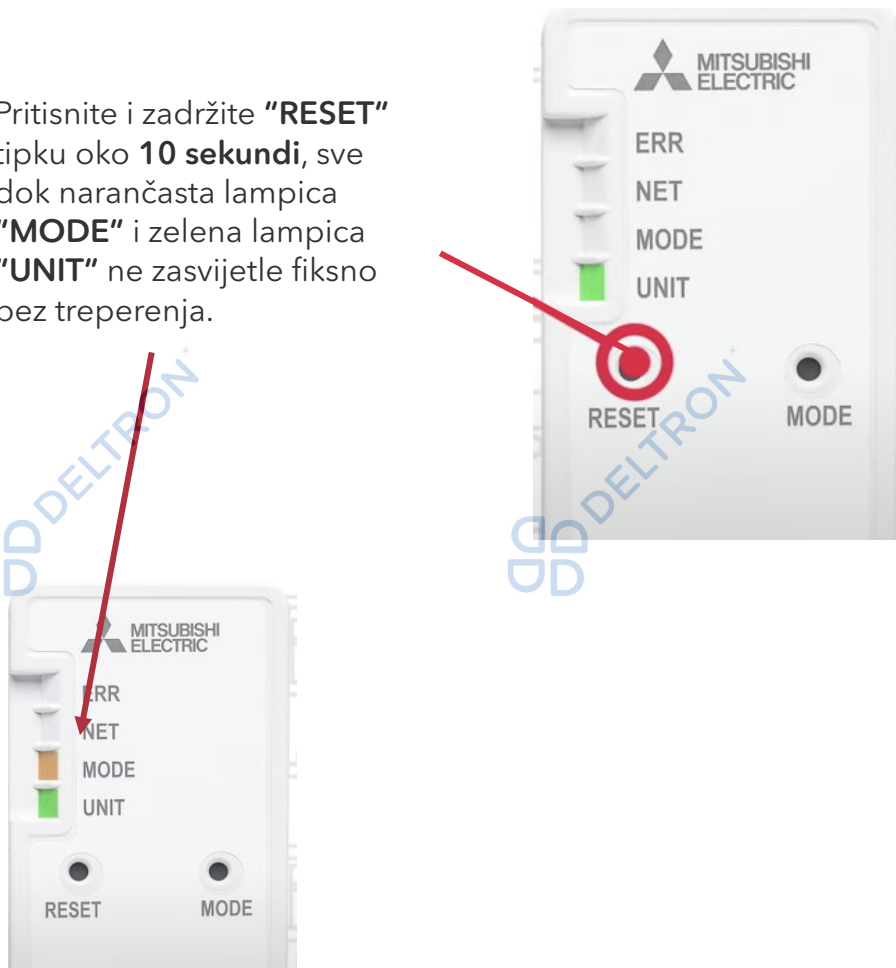 MITSUBISHI
ELECTRIC
Pritisnite i zadržite "RESET"
tipku oko 10 sekundi, sve
dok narančasta lampica
"MODE" i zelena lampica
"UNIT" ne zasvijetle fiksno
bez treperenja.
ERR
NET
MODE
UNIT
RESET
MODE
DELTRON
DELTRON
MITSUBISHI
ELECTRIC
ERR
NET
MODE
UNIT
RESET
MODE